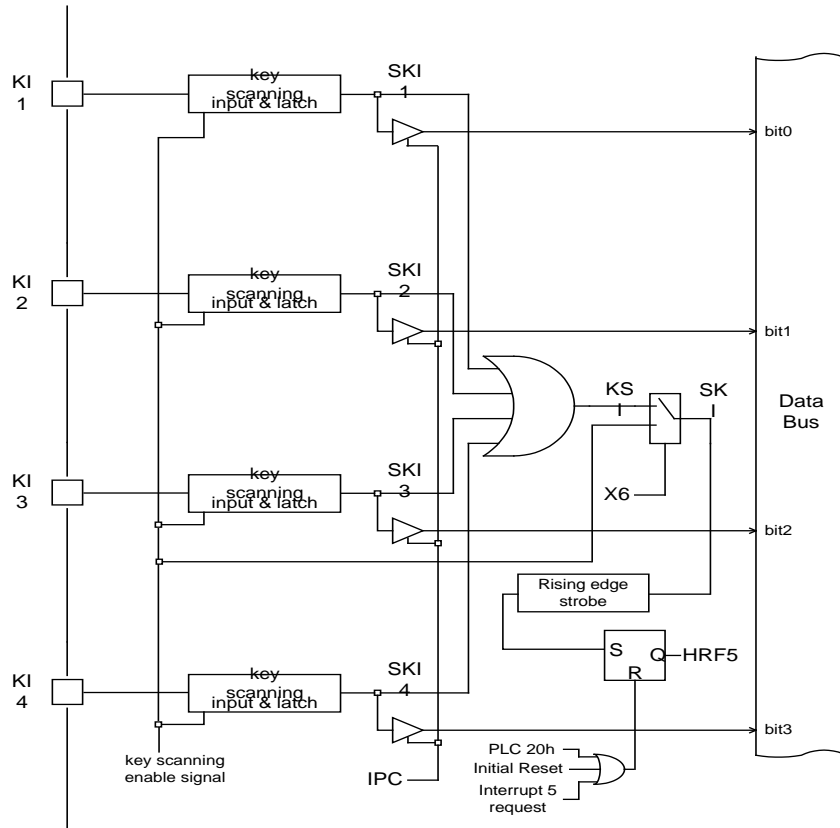 KI
1
key
scanning
input & latch
SKI
1
bit0
KI
2
key
scanning
input & latch
SKI
2
bit1
KS
I
SK
I
Data
Bus
X6
KI
3
key
scanning
input & latch
SKI
3
bit2
Rising edge
strobe
S
Q
HRF5
R
KI
4
key
scanning
input & latch
SKI
4
bit3
key scanning
enable signal
IPC
PLC 20h
Initial Reset
Interrupt 5
request